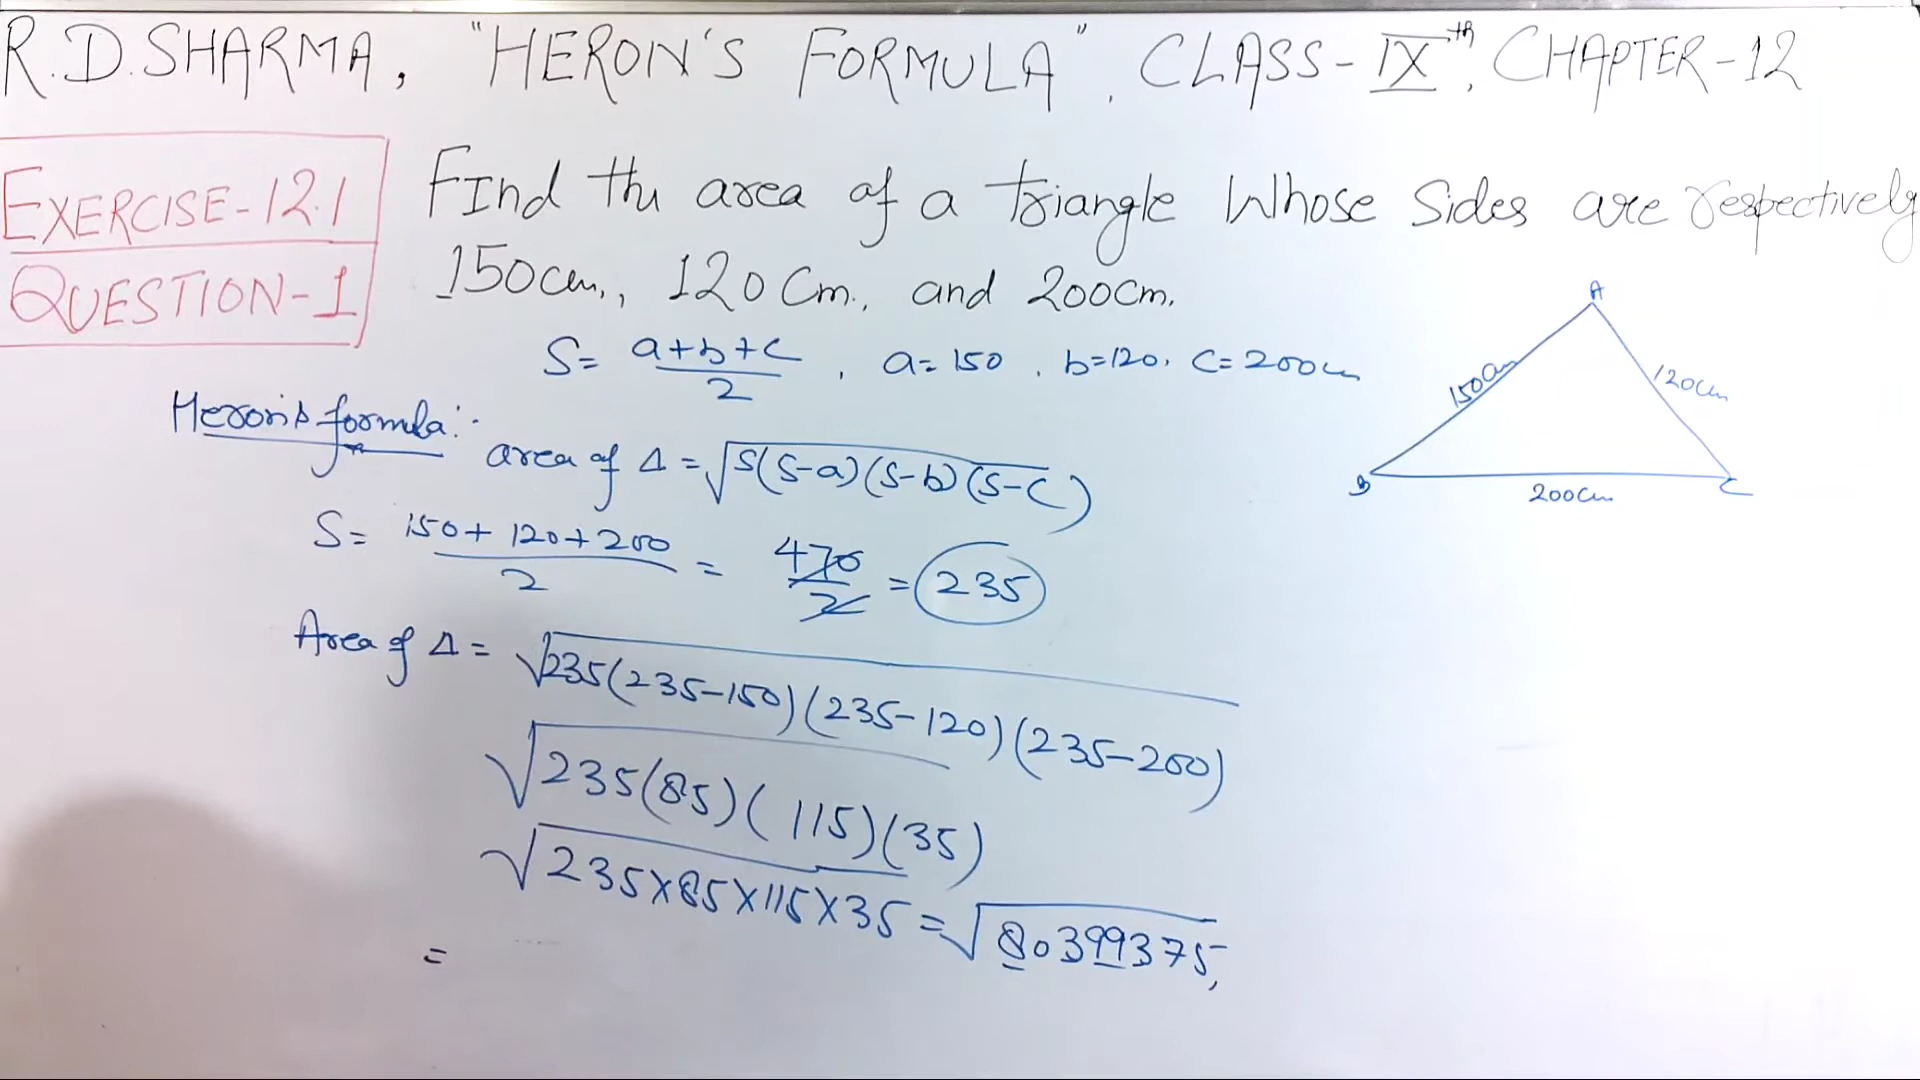 R.D.SHARMA, "HERON'S FORMULA", CLASS-IXth, CHAPTER-12
EXERCISE-12.1
QUESTION-1
FInd the area of a triangle Whose Sides are respectively
150cm., 120 Cm., and 200cm.
S= a+b+c/2 , a= 150 , b=120, C= 200cm
Heron's formula:-
area of Δ = √S(S-a)(S-b)(S-C)
S= 150+120+200/2 = 470/2 = 235
Area of Δ = √235(235-150)(235-120)(235-200)
√235(85)(115)(35)
√235×85×115×35 = √80399375,
=
A
150cm
120cm
B
200cm
C